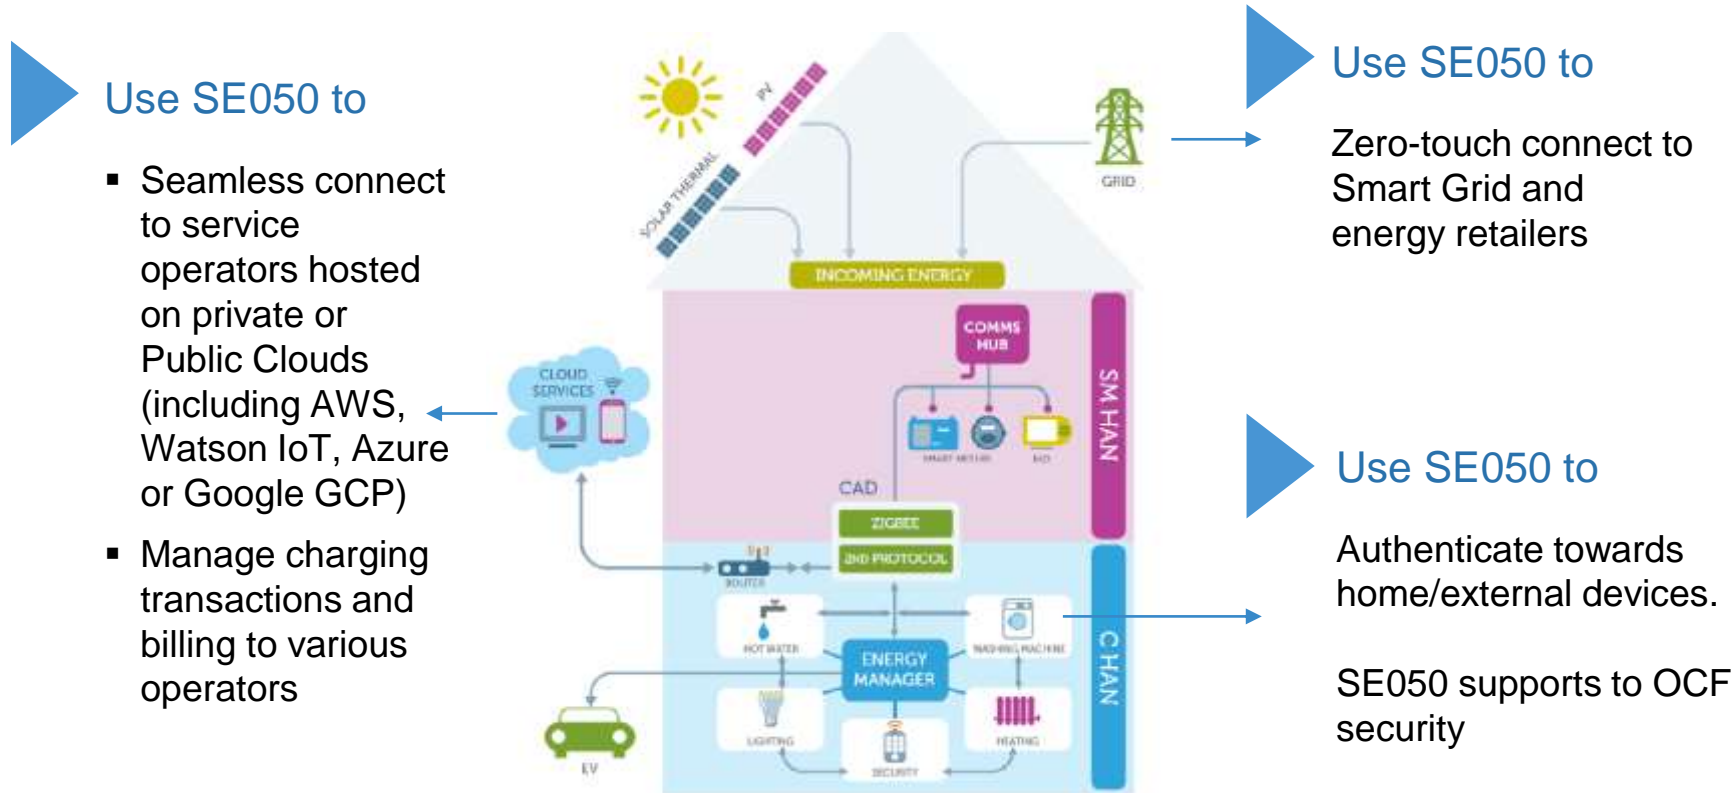 Use SE050 to
▪ Seamless connect
to service
operators hosted
on private or
Public Clouds
(including AWS,
Watson IoT, Azure
or Google GCP)
▪ Manage charging
transactions and
billing to various
operators
PV
SOLAR THERMAL
GRID
INCOMING ENERGY
COMMS
HUB
SM HAN
CLOUD
SERVICES
SMART METERS
IHD
CAD
ZIGBEE
2ND PROTOCOL
ROUTER
HOT WATER
WASHING MACHINE
ENERGY
MANAGER
C HAN
LIGHTING
HEATING
SECURITY
EV
Use SE050 to
Zero-touch connect to
Smart Grid and
energy retailers
Use SE050 to
Authenticate towards
home/external devices.
SE050 supports to OCF
security